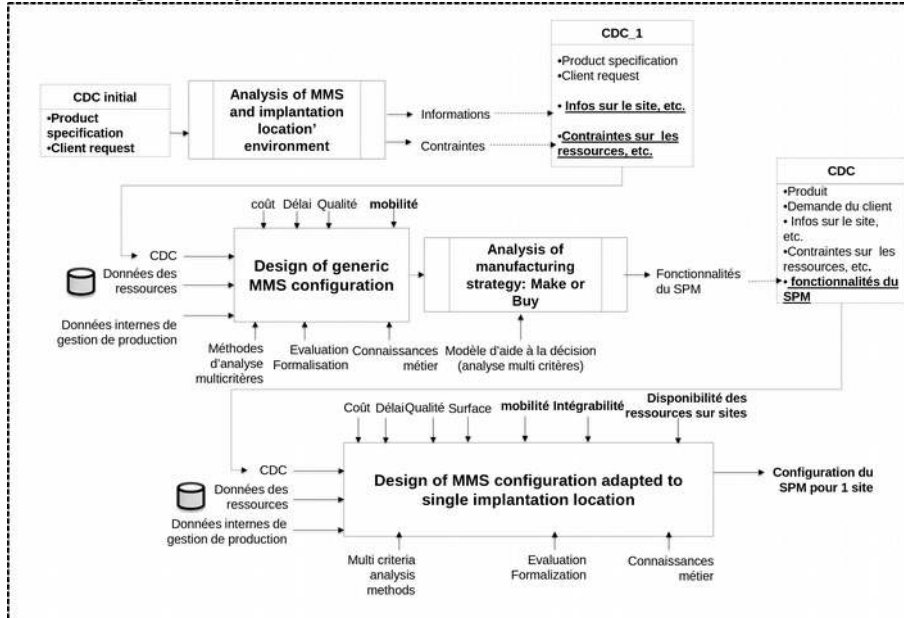 CDC initial
•Product
specification
•Client request
Analysis of MMS
and implantation
location' environment
Informations
Contraintes
CDC_1
•Product specification
•Client request
• Infos sur le site, etc.
•Contraintes sur les
ressources, etc.
CDC
•Produit
•Demande du client
• Infos sur le site,
etc.
•Contraintes sur les
ressources, etc.
• fonctionnalités du
SPM
coût Délai Qualité mobilité
CDC
Données des
ressources
Données internes de
gestion de production
Design of generic
MMS configuration
Méthodes
d'analyse
multicritères
Evaluation
Formalisation
Connaissances
métier
Analysis of
manufacturing
strategy: Make or
Buy
Modèle d'aide à la décision
(analyse multi critères)
Fonctionnalités
du SPM
Coût Délai Qualité Surface mobilité Intégrabilité
Disponibilité des
ressources sur sites
CDC
Données des
ressources
Données internes de
gestion de production
Design of MMS configuration adapted to
single implantation location
Configuration du
SPM pour 1 site
Multi criteria
analysis
methods
Evaluation
Formalization
Connaissances
métier